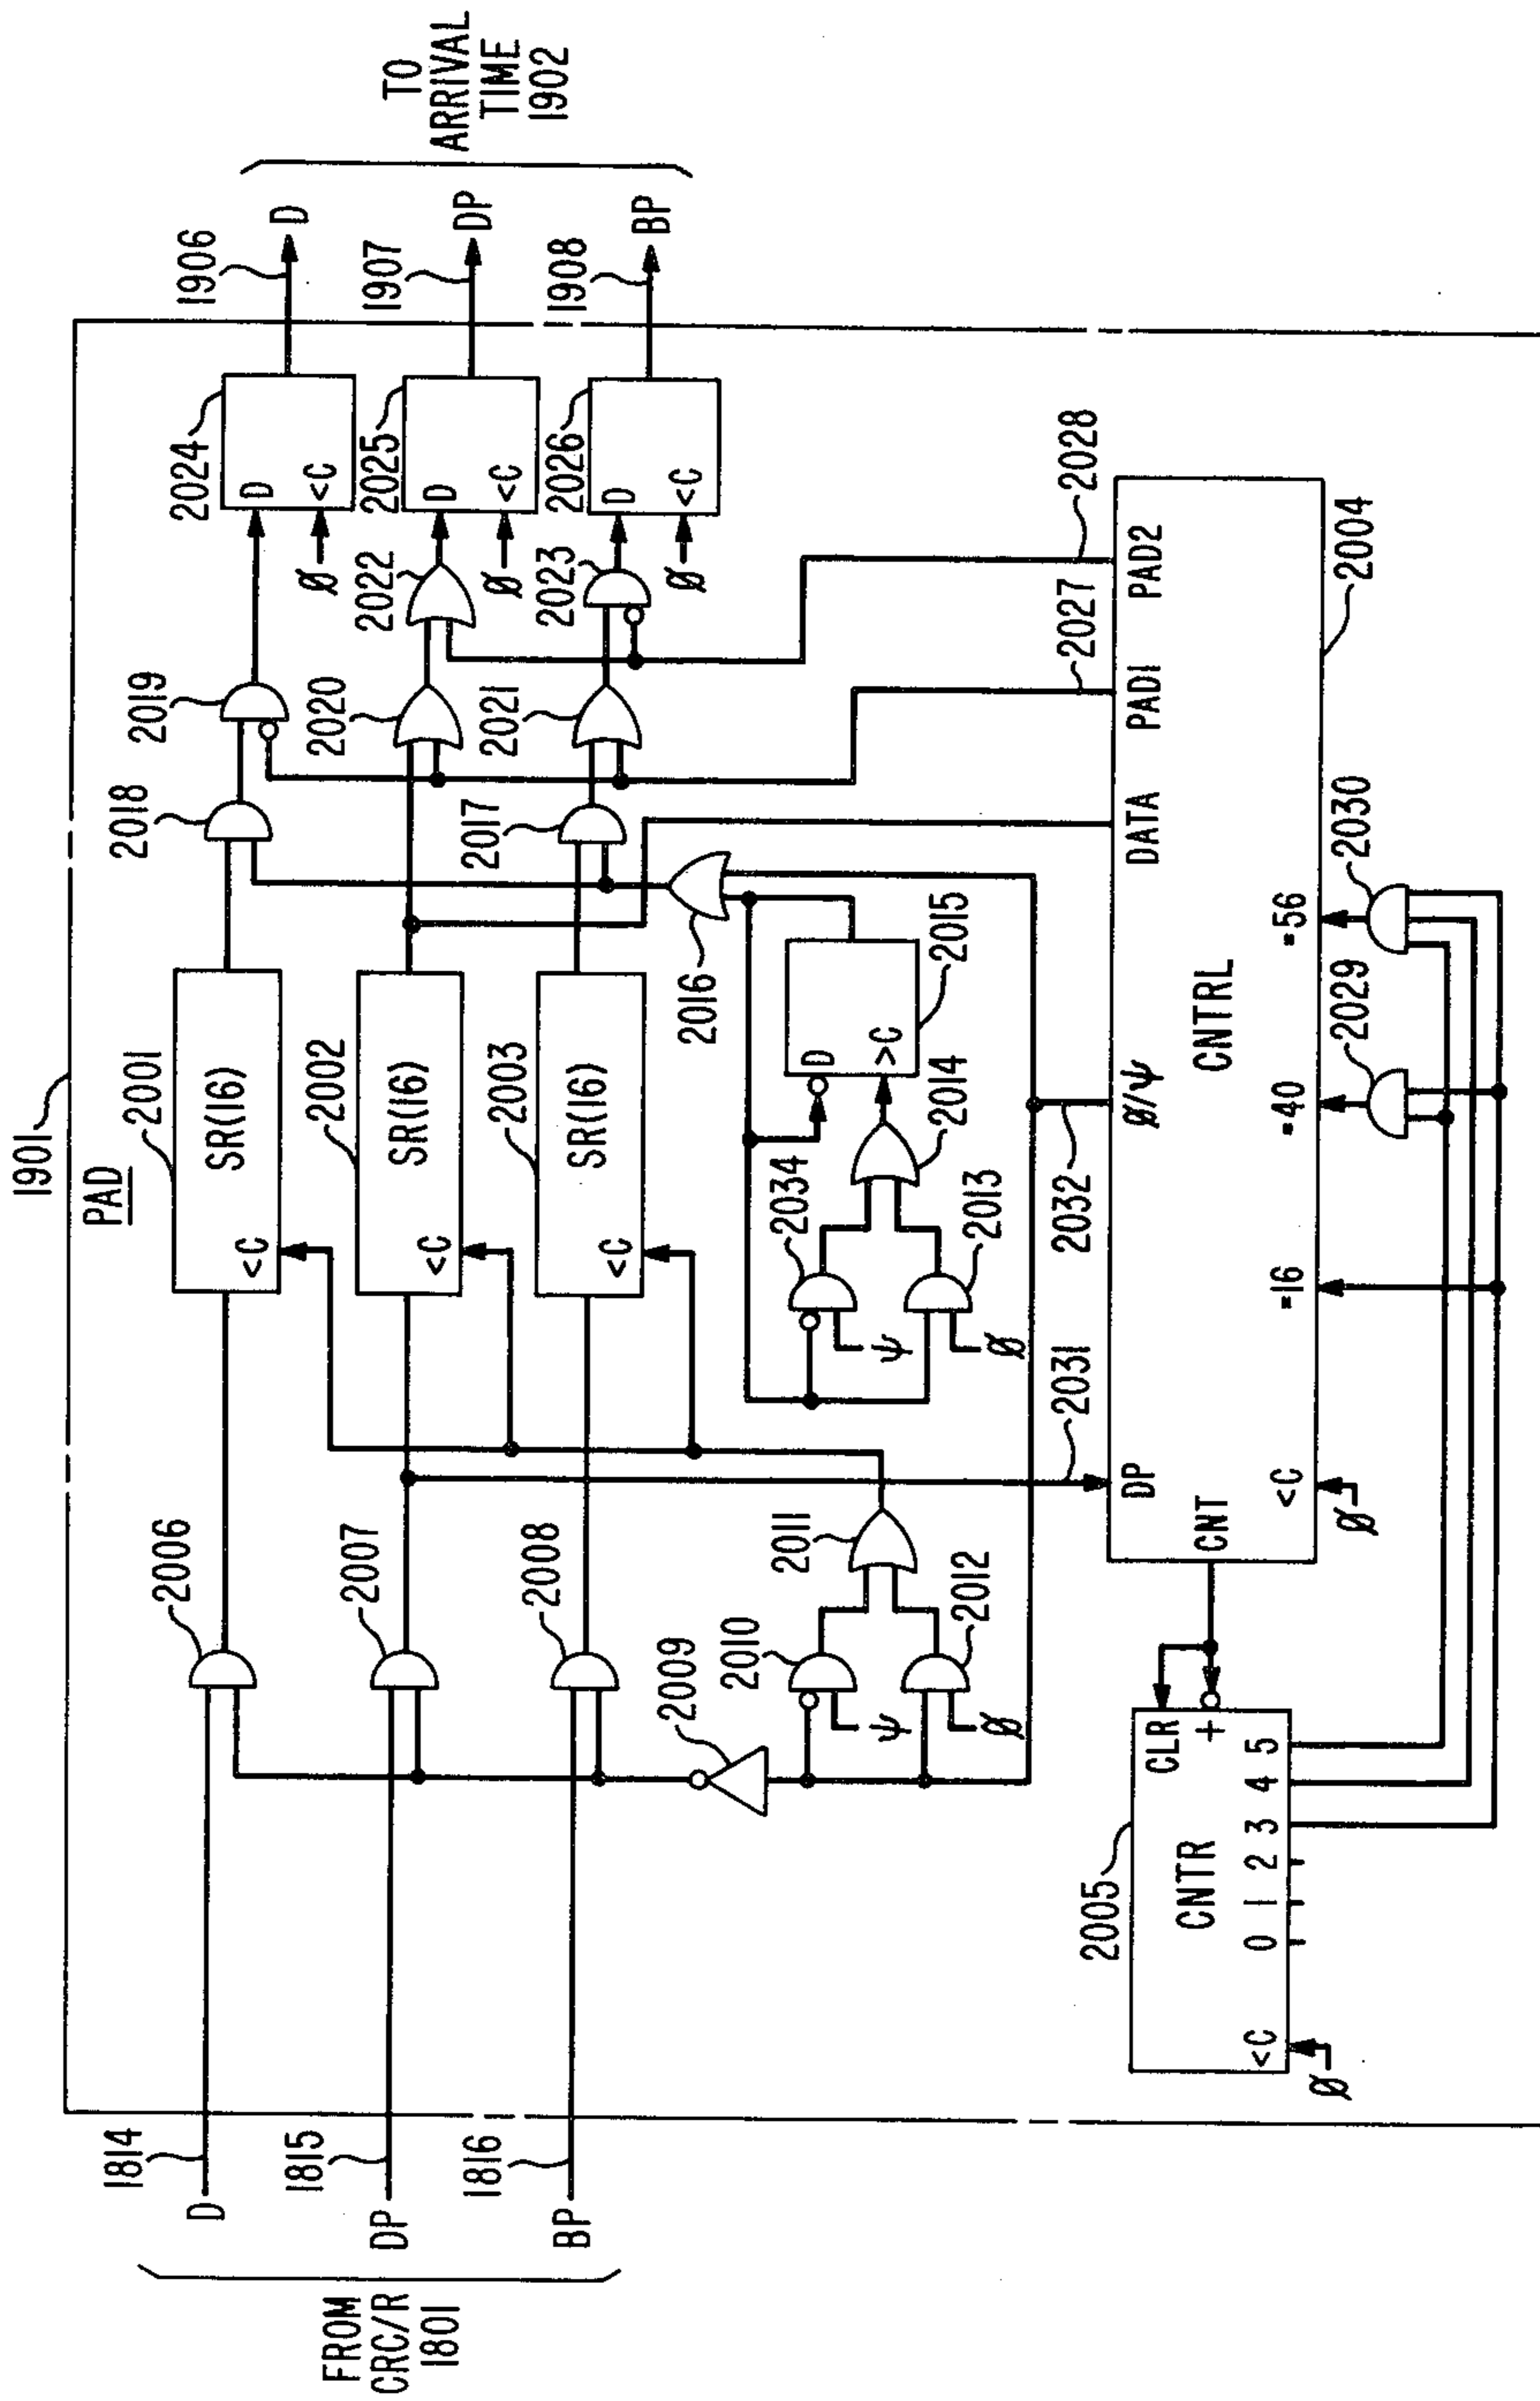 1901
PAD
FROM
CRC/R
1801
D
1814
DP
1815
BP
1816
2006
2007
2008
2009
2010
2011
2012
Ψ
Ø
2001
SR(16)
<C
2002
SR(16)
<C
2003
SR(16)
<C
2034
2013
2014
Ψ
Ø
D
>C
2015
2016
2017
2018
2019
2020
2021
2022
2023
2024
D
<C
Ø
2025
D
<C
Ø
2026
D
<C
Ø
1906
D
1907
DP
1908
BP
TO
ARRIVAL
TIME
1902
2005
CNTR
CLR
+
<C
0 1 2 3 4 5
Ø
2031
2032
2027
2028
DP
Ø/Ψ
DATA
PAD1
PAD2
CNT
CNTRL
2004
<C
=16
=40
=56
Ø
2029
2030